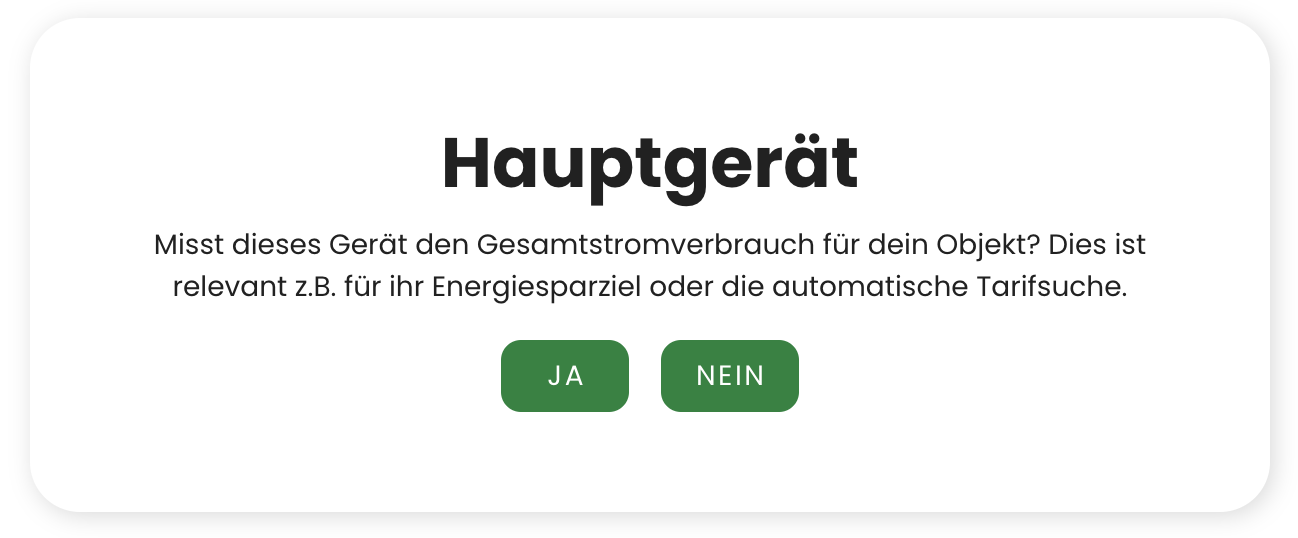 Hauptgerät
Misst dieses Gerät den Gesamtstromverbrauch für dein Objekt? Dies ist
relevant z.B. für ihr Energiesparziel oder die automatische Tarifsuche.
JA
NEIN